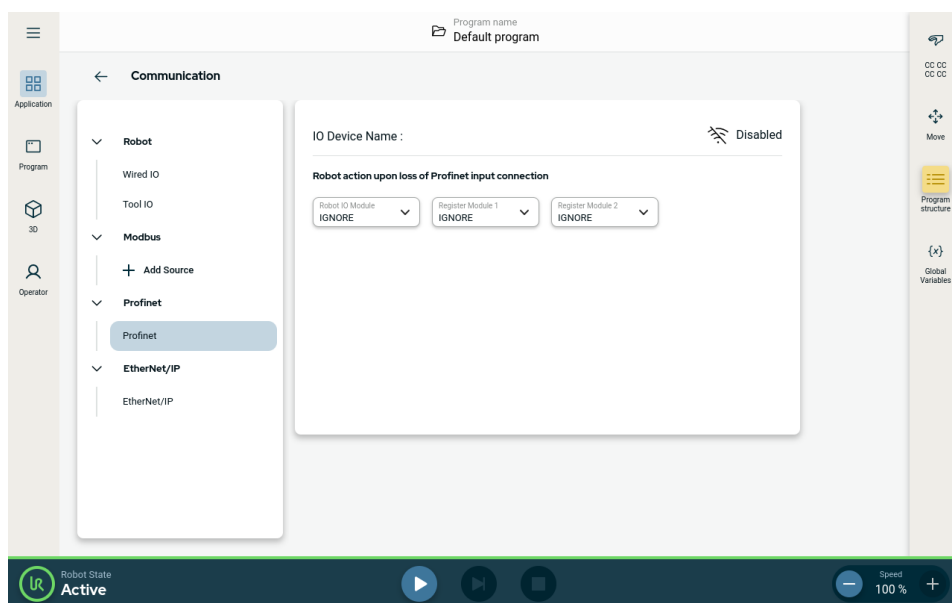 Program name
Default program
Application
Program
3D
Operator
Communication
Robot
Wired IO
Tool IO
Modbus
Add Source
Profinet
Profinet
EtherNet/IP
EtherNet/IP
IO Device Name :
Disabled
Robot action upon loss of Profinet input connection
Robot IO Module
IGNORE
Register Module 1
IGNORE
Register Module 2
IGNORE
CC CC
CC CC
Move
Program
structure
{x}
Global
Variables
UR
Robot State
Active
Speed
100 %